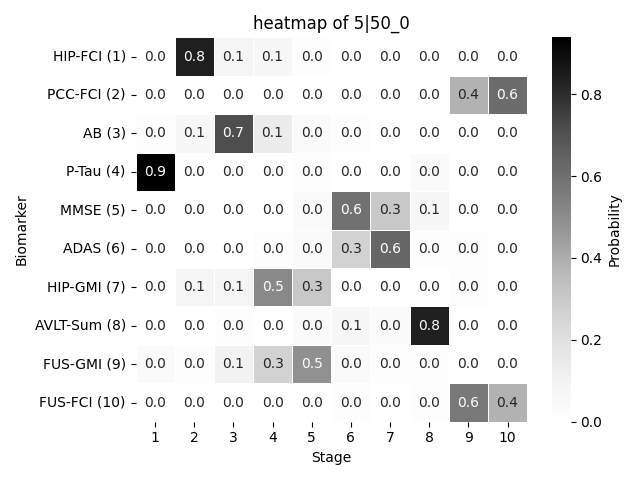 heatmap of 5|50_0
HIP-FCI (1) 0.0 0.8 0.1 0.1 0.0 0.0 0.0 0.0 0.0 0.0
PCC-FCI (2) 0.0 0.0 0.0 0.0 0.0 0.0 0.0 0.0 0.4 0.6
AB (3) 0.0 0.1 0.7 0.1 0.0 0.0 0.0 0.0 0.0 0.0
P-Tau (4) 0.9 0.0 0.0 0.0 0.0 0.0 0.0 0.0 0.0 0.0
MMSE (5) 0.0 0.0 0.0 0.0 0.0 0.6 0.3 0.1 0.0 0.0
ADAS (6) 0.0 0.0 0.0 0.0 0.0 0.3 0.6 0.0 0.0 0.0
HIP-GMI (7) 0.0 0.1 0.1 0.5 0.3 0.0 0.0 0.0 0.0 0.0
AVLT-Sum (8) 0.0 0.0 0.0 0.0 0.0 0.1 0.0 0.8 0.0 0.0
FUS-GMI (9) 0.0 0.0 0.1 0.3 0.5 0.0 0.0 0.0 0.0 0.0
FUS-FCI (10) 0.0 0.0 0.0 0.0 0.0 0.0 0.0 0.0 0.6 0.4
1 2 3 4 5 6 7 8 9 10
Stage
Biomarker
0.8
0.6
0.4
0.2
0.0
Probability